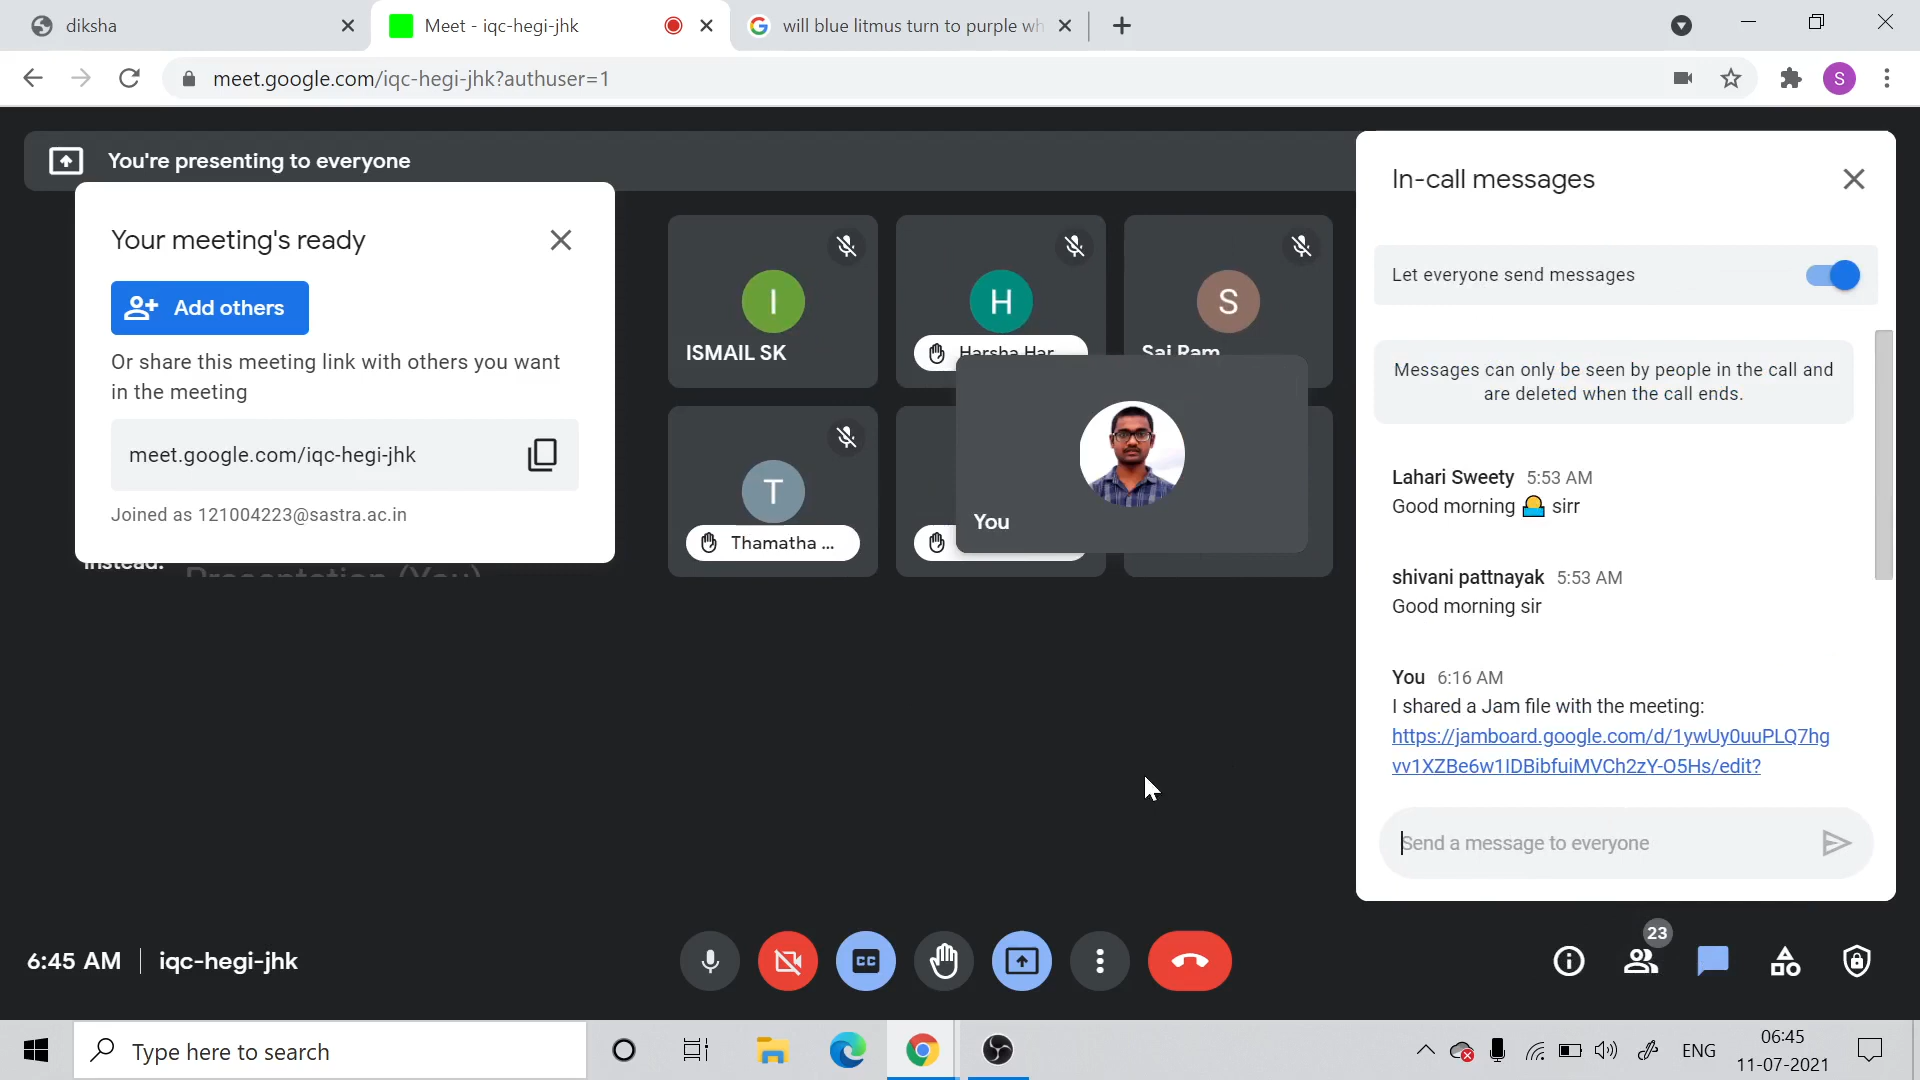 diksha
Meet - iqc-hegi-jhk
will blue litmus turn to purple wh
meet.google.com/iqc-hegi-jhk?authuser=1
S
You're presenting to everyone
Your meeting's ready
Add others
Or share this meeting link with others you want
in the meeting
meet.google.com/iqc-hegi-jhk
Joined as 121004223@sastra.ac.in
instead.
Presentation (You)
I
ISMAIL SK
H
Harsha Har
S
Sai Ram
T
Thamatha ...
You
In-call messages
Let everyone send messages
Messages can only be seen by people in the call and
are deleted when the call ends.
Lahari Sweety 5:53 AM
Good morning 🙇 sirr
shivani pattnayak 5:53 AM
Good morning sir
You 6:16 AM
I shared a Jam file with the meeting:
https://jamboard.google.com/d/1ywUy0uuPLQ7hg
vv1XZBe6w1IDBibfuiMVCh2zY-O5Hs/edit?
Send a message to everyone
6:45 AM iqc-hegi-jhk
CC
23
Type here to search
ENG
06:45
11-07-2021